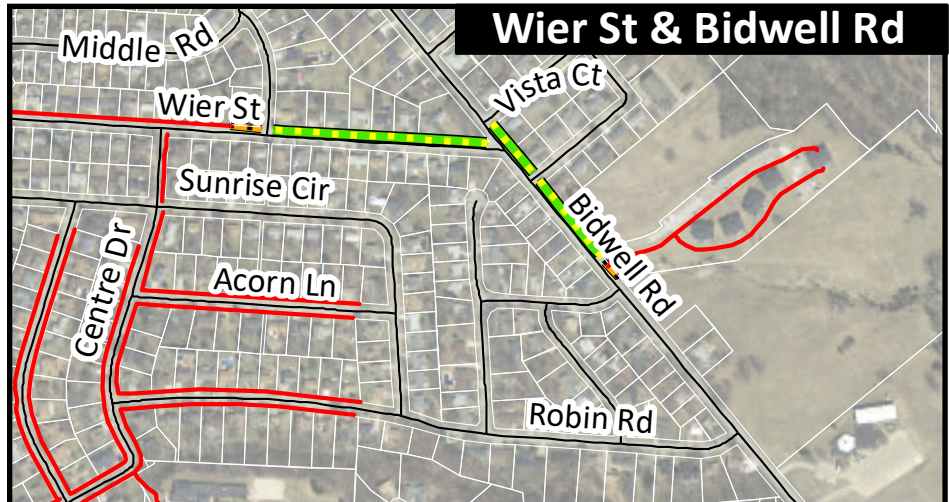 Wier St & Bidwell Rd
Middle Rd
Vista Ct
Wier St
Sunrise Cir
Bidwell Rd
Centre Dr
Acorn Ln
Robin Rd